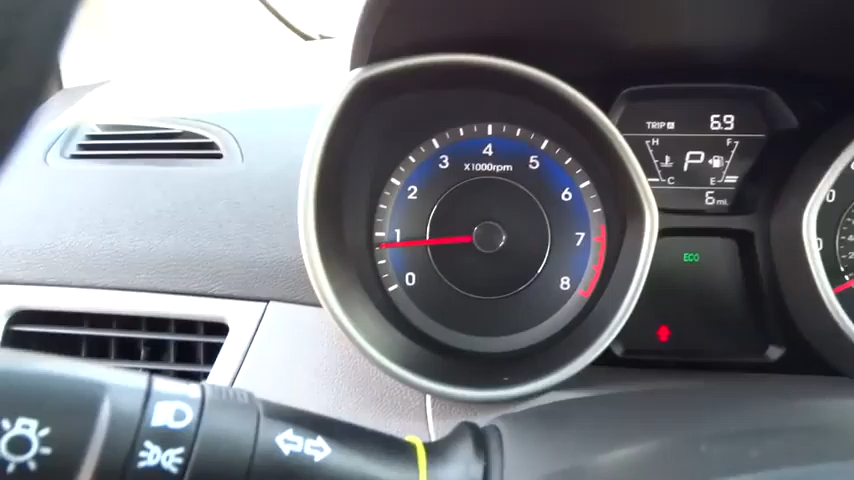 TRIP A 6.9
H F
P
C E
6 mi.
ECO
4
3 5
X1000rpm
2 6
1 7
0 8